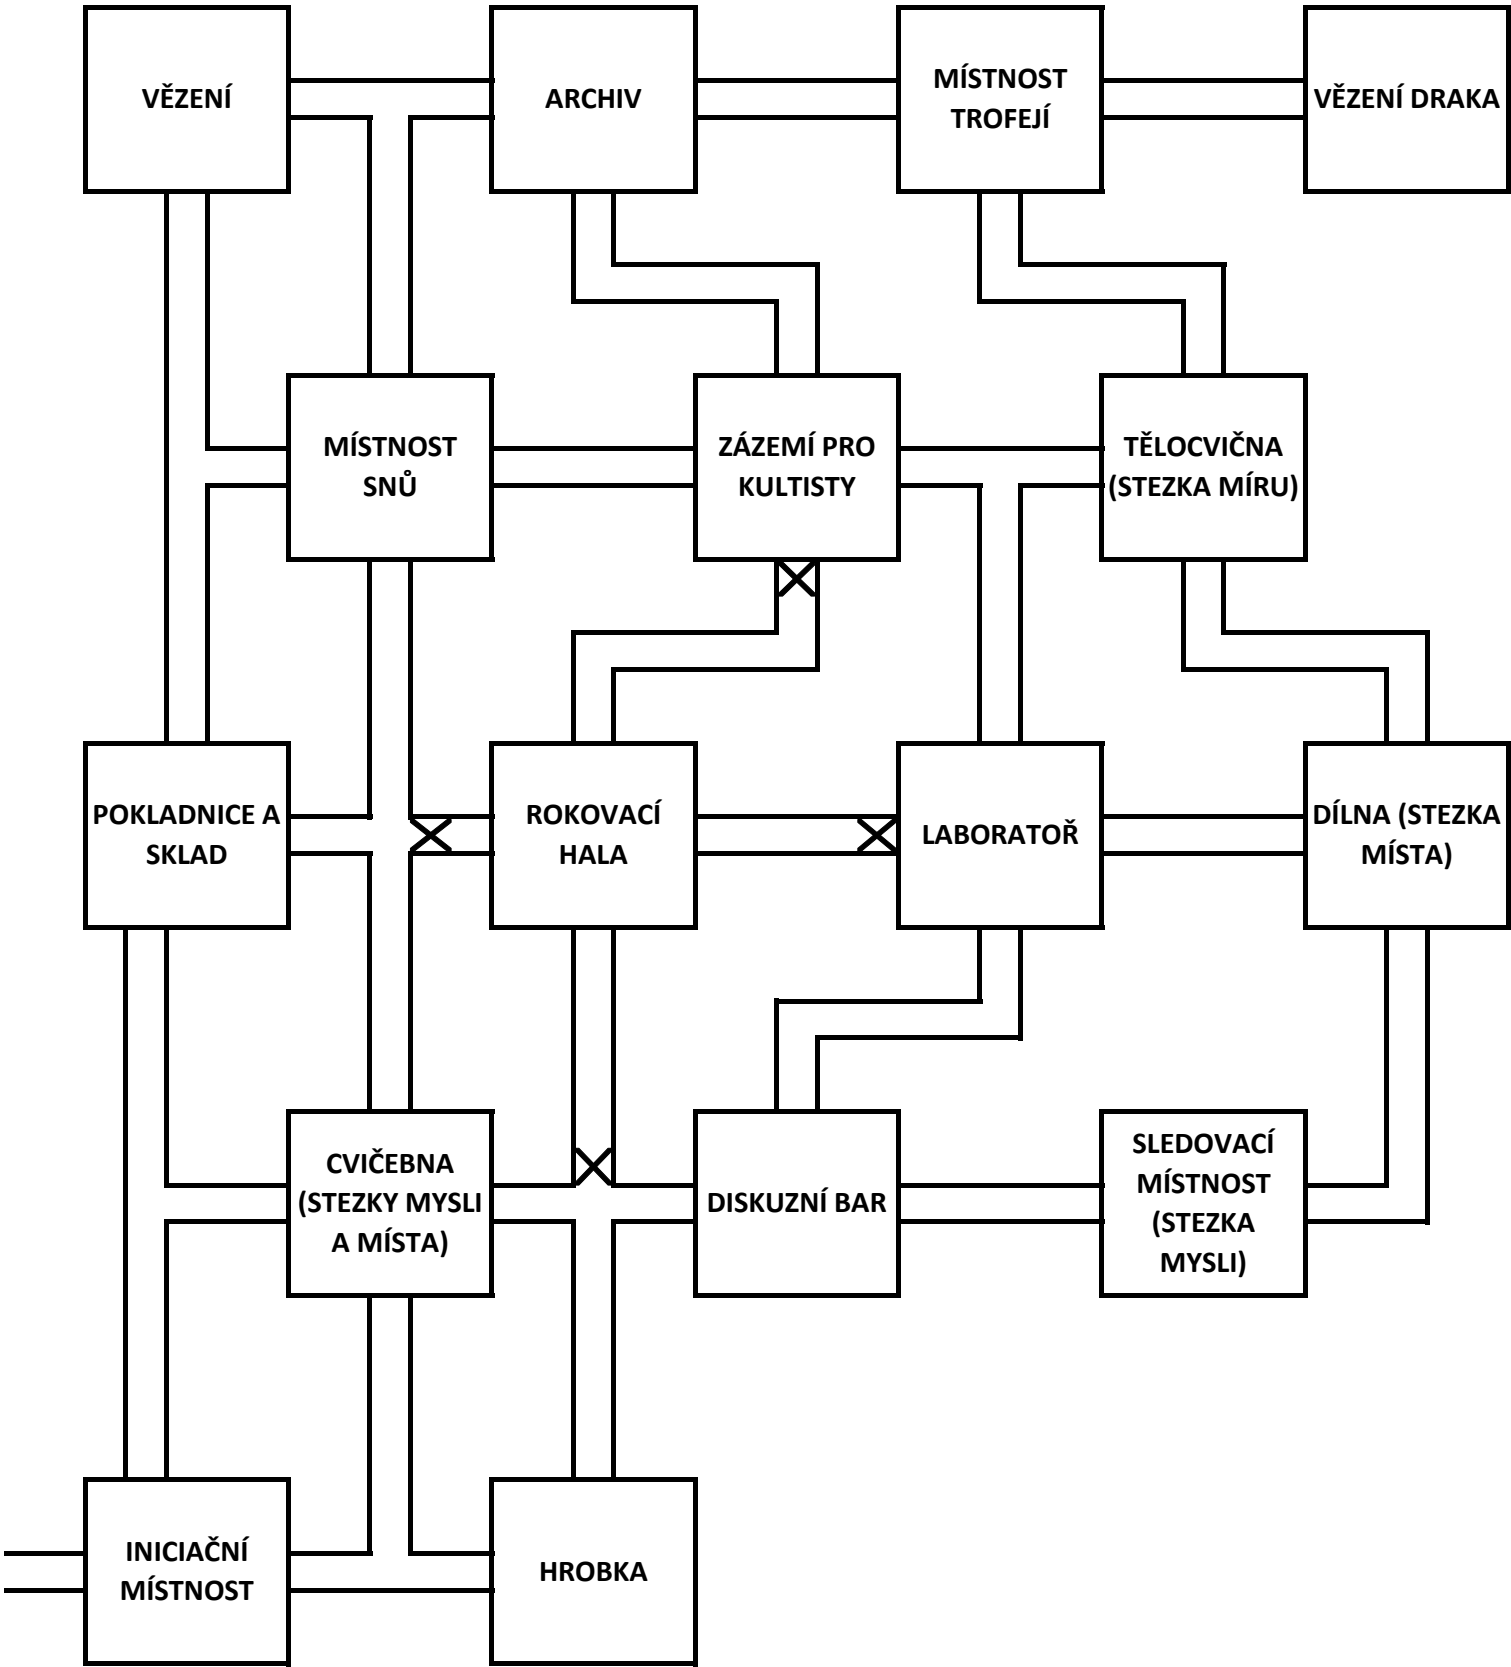 VĚZENÍ
ARCHIV
MÍSTNOST
TROFEJÍ
VĚZENÍ DRAKA
MÍSTNOST
SNŮ
ZÁZEMÍ PRO
KULTISTY
TĚLOCVIČNA
(STEZKA MÍRU)
POKLADNICE A
SKLAD
ROKOVACÍ
HALA
LABORATOŘ
DÍLNA (STEZKA
MÍSTA)
CVIČEBNA
(STEZKY MYSLI
A MÍSTA)
DISKUZNÍ BAR
SLEDOVACÍ
MÍSTNOST
(STEZKA
MYSLI)
INICIAČNÍ
MÍSTNOST
HROBKA